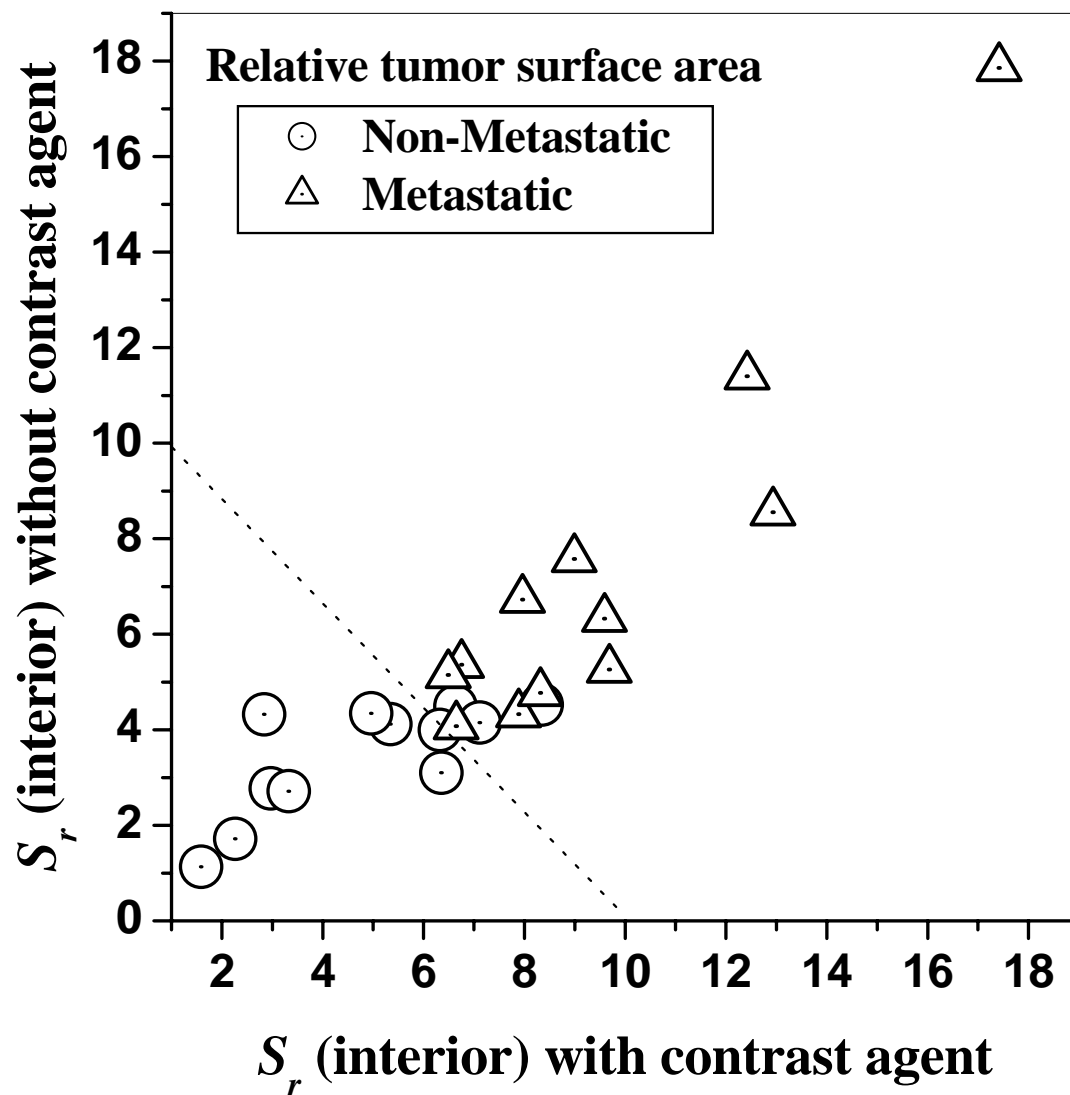 Relative tumor surface area
Non-Metastatic
Metastatic
S_r (interior) without contrast agent
18
16
14
12
10
8
6
4
2
0
2 4 6 8 10 12 14 16 18
S_r (interior) with contrast agent